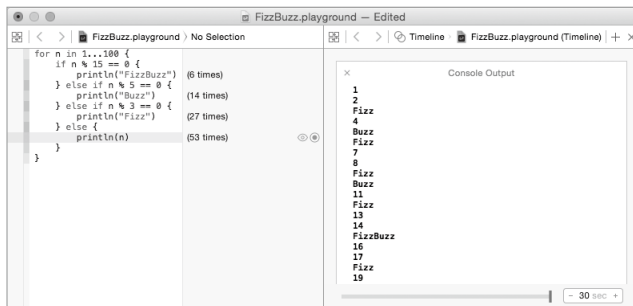 FizzBuzz.playground — Edited
FizzBuzz.playground No Selection
for n in 1...100 {
if n % 15 == 0 {
println("FizzBuzz")
} else if n % 5 == 0 {
println("Buzz")
} else if n % 3 == 0 {
println("Fizz")
} else {
println(n)
}
}
(6 times)
(14 times)
(27 times)
(53 times)
Timeline FizzBuzz.playground (Timeline) + ×
× Console Output
1
2
Fizz
4
Buzz
Fizz
7
8
Fizz
Buzz
11
Fizz
13
14
FizzBuzz
16
17
Fizz
19
− 30 sec +